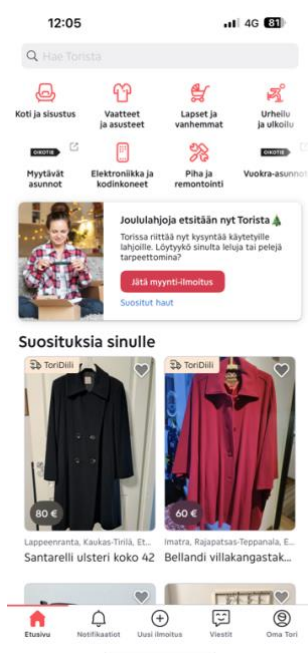 12:05
4G 81
Hae Torista
Koti ja sisustus
Vaatteet
ja asusteet
Lapset ja
vanhemmat
Urheilu
ja ulkoilu
OIKOTIE
OIKOTIE
Myytävät
asunnot
Elektroniikka ja
kodinkoneet
Piha ja
remontointi
Vuokra-asunnot
Joululahjoja etsitään nyt Torista🎄
Torissa riittää nyt kysyntää käytetyille
lahjoille. Löytyykö sinulta leluja tai pelejä
tarpeettomina?
Jätä myynti-ilmoitus
Suositut haut
Suosituksia sinulle
ToriDiili
ToriDiili
80 €
60 €
Lappeenranta, Kaukas-Tirilä, Et...
Imatra, Rajapatsas-Teppanala, E...
Santarelli ulsteri koko 42
Bellandi villakangastak...
Etusivu
Notifikaatiot
Uusi ilmoitus
Viestit
Oma Tori